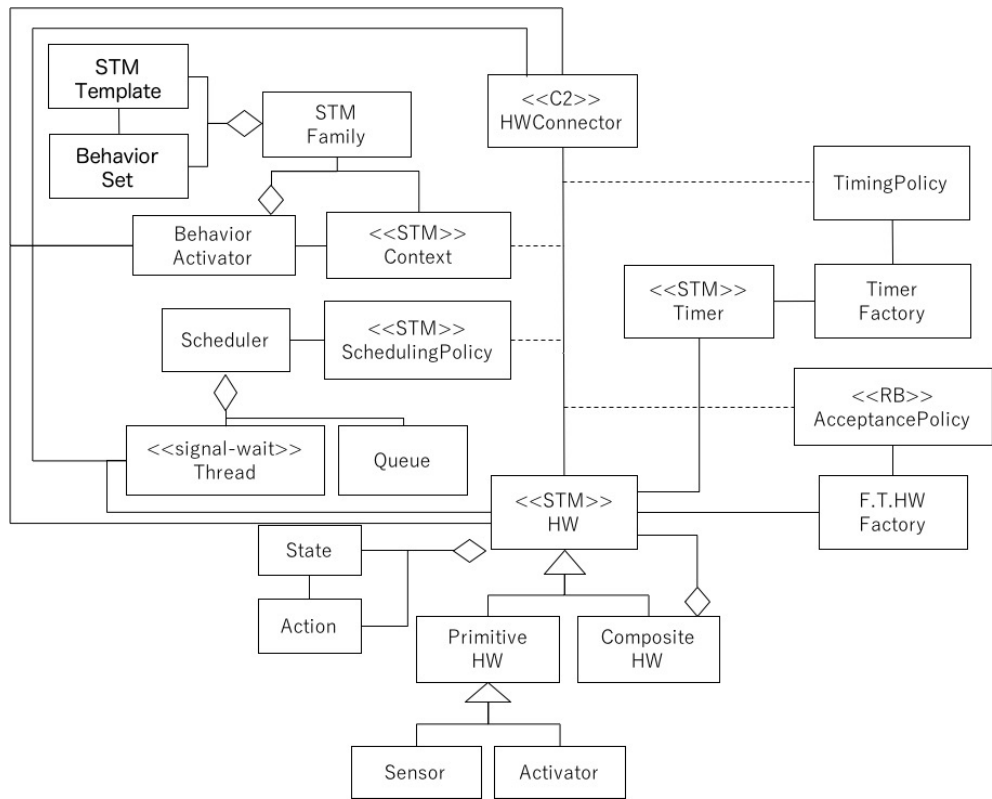 STM
Template
Behavior
Set
STM
Family
<<C2>>
HWConnector
TimingPolicy
Behavior
Activator
<<STM>>
Context
<<STM>>
Timer
Timer
Factory
Scheduler
<<STM>>
SchedulingPolicy
<<RB>>
AcceptancePolicy
<<signal-wait>>
Thread
Queue
<<STM>>
HW
F.T.HW
Factory
State
Action
Primitive
HW
Composite
HW
Sensor
Activator